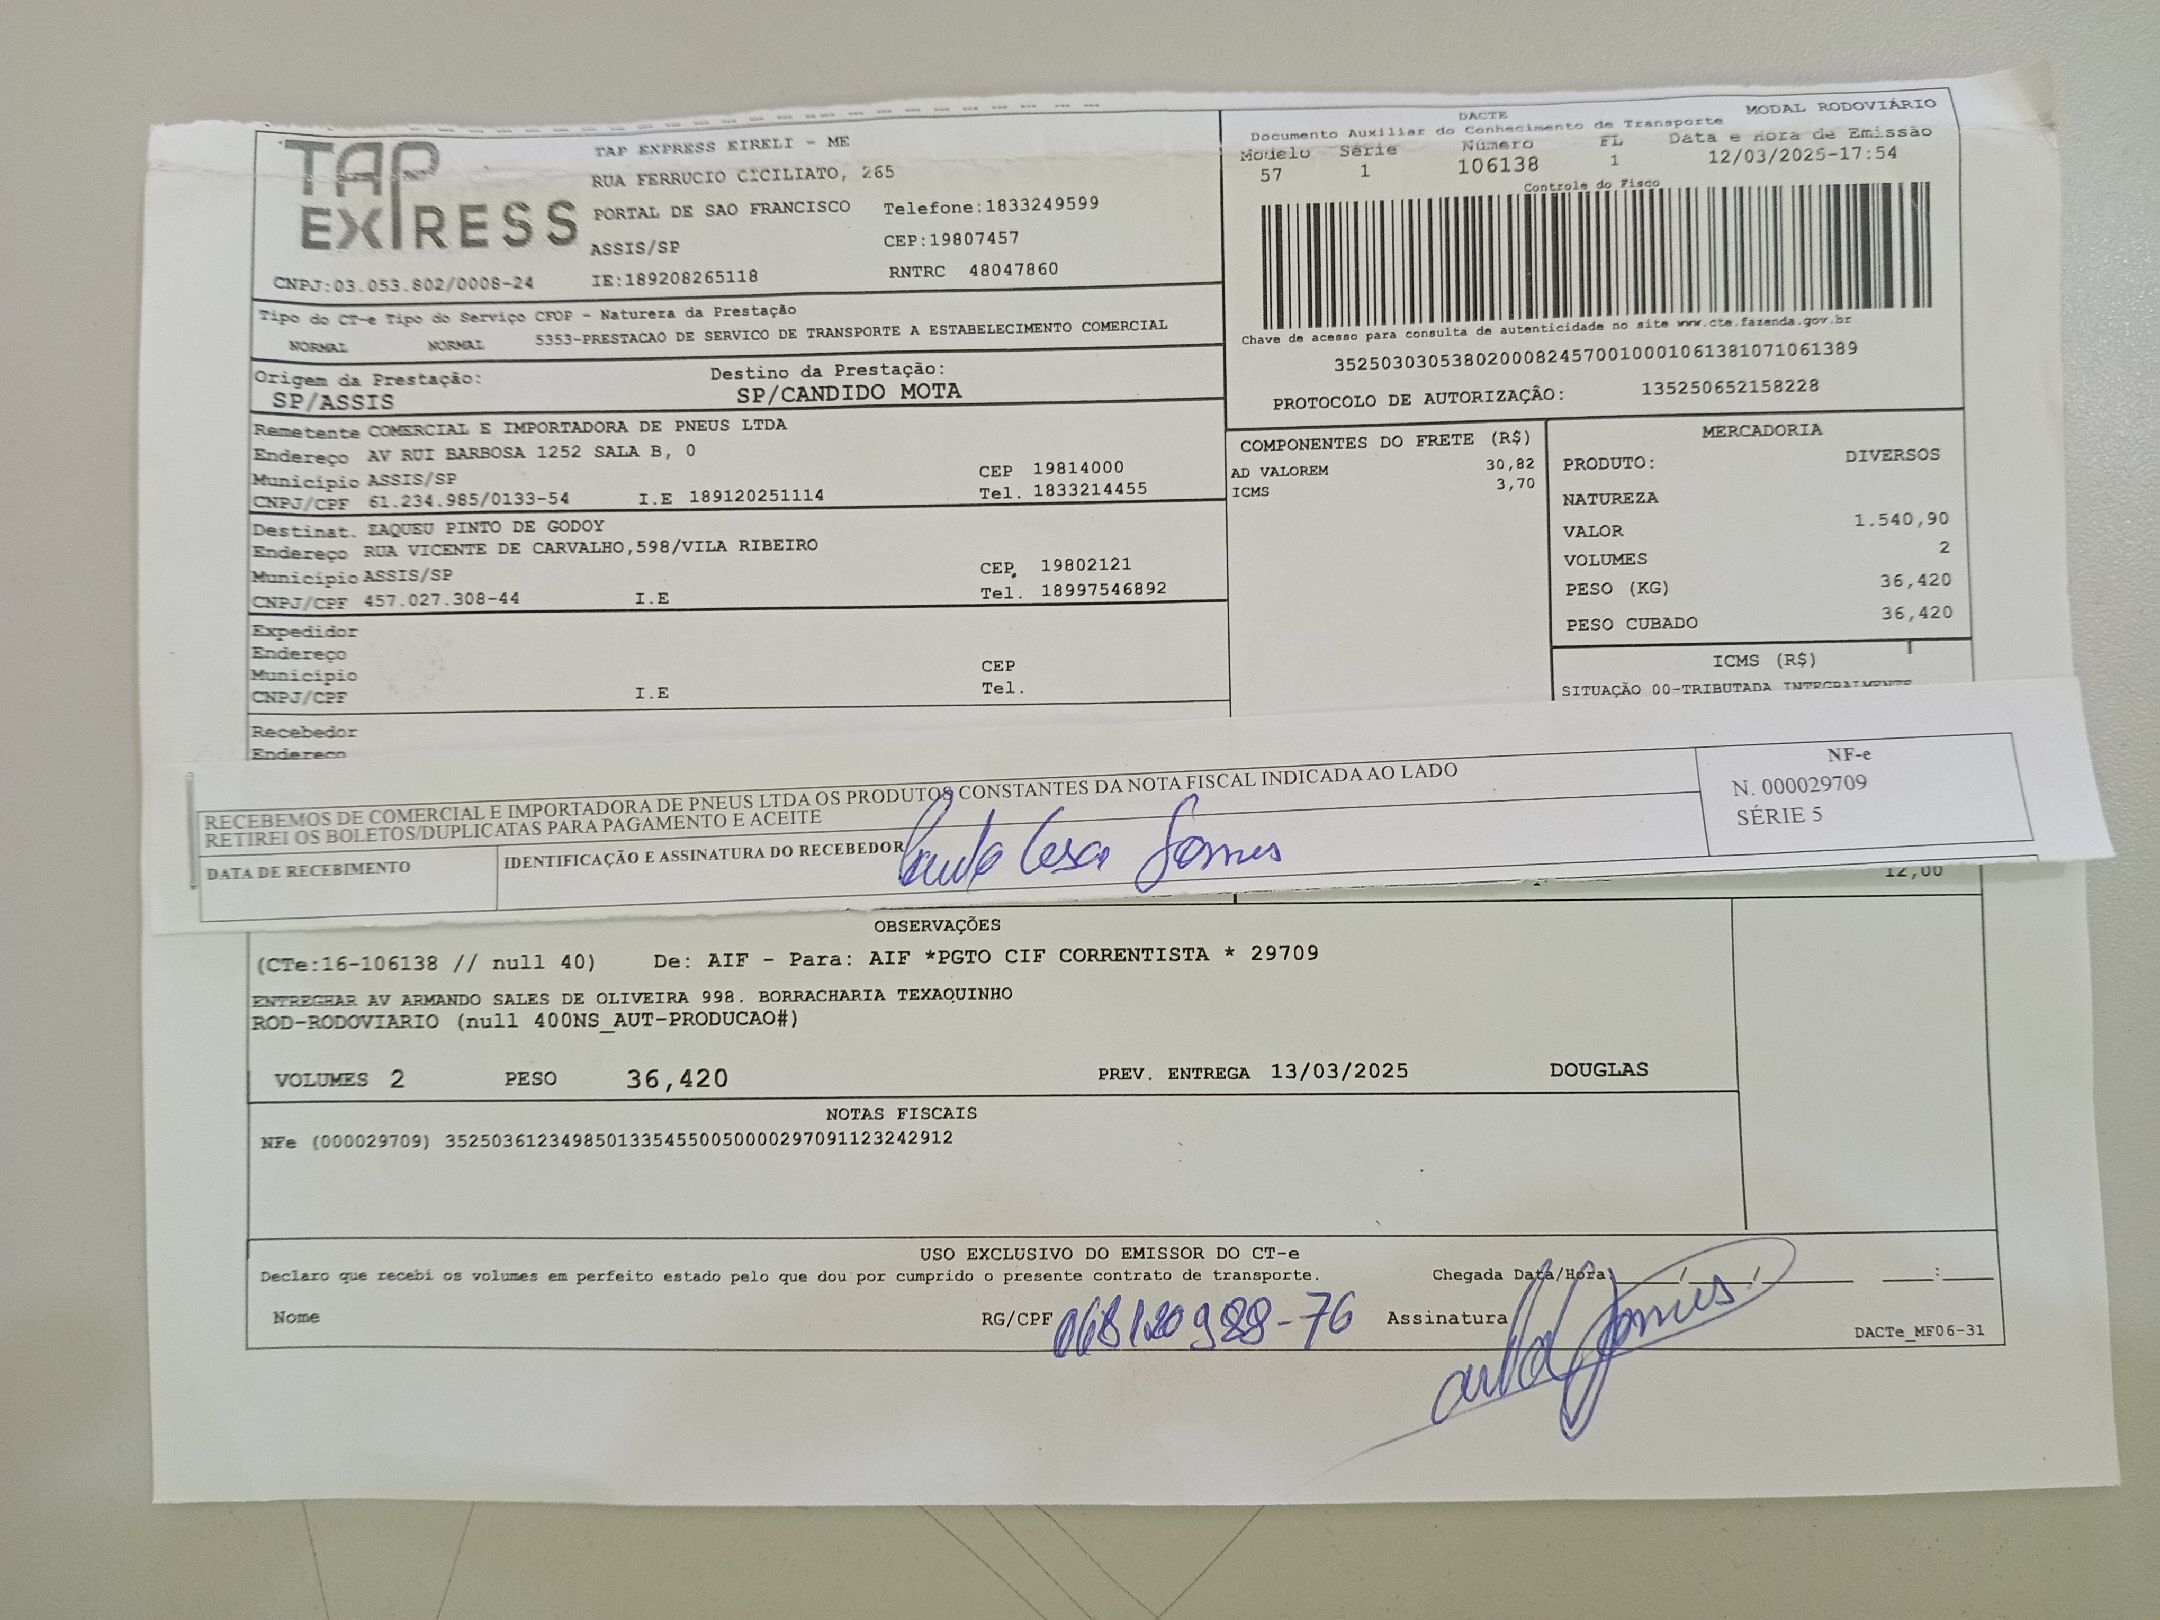 TAP EXPRESS
TAP EXPRESS EIRELI - ME
RUA FERRUCIO CICILIATO, 265
PORTAL DE SAO FRANCISCO Telefone:1833249599
ASSIS/SP CEP:19807457
CNPJ:03.053.802/0008-24 IE:189208265118 RNTRC 48047860
DACTE MODAL RODOVIÁRIO
Documento Auxiliar do Conhecimento de Transporte
Modelo Série Número FL Data e hora de Emissão
57 1 106138 1 12/03/2025-17:54
Controle do Fisco
Chave de acesso para consulta de autenticidade no site www.cte.fazenda.gov.br
35250303053802000824570010001061381071061389
PROTOCOLO DE AUTORIZAÇÃO: 135250652158228
Tipo do CT-e Tipo do Serviço CFOP - Natureza da Prestação
NORMAL NORMAL 5353-PRESTACAO DE SERVICO DE TRANSPORTE A ESTABELECIMENTO COMERCIAL
Origem da Prestação: Destino da Prestação:
SP/ASSIS SP/CANDIDO MOTA
Remetente COMERCIAL E IMPORTADORA DE PNEUS LTDA
Endereço AV RUI BARBOSA 1252 SALA B, 0
Município ASSIS/SP CEP 19814000
CNPJ/CPF 61.234.985/0133-54 I.E 189120251114 Tel. 1833214455
Destinat. ZAQUEU PINTO DE GODOY
Endereço RUA VICENTE DE CARVALHO,598/VILA RIBEIRO
Município ASSIS/SP CEP. 19802121
CNPJ/CPF 457.027.308-44 I.E Tel. 18997546892
Expedidor
Endereço
Município CEP
CNPJ/CPF I.E Tel.
Recebedor
Endereço
COMPONENTES DO FRETE (R$)
AD VALOREM 30,82
ICMS 3,70
MERCADORIA
PRODUTO: DIVERSOS
NATUREZA
VALOR 1.540,90
VOLUMES 2
PESO (KG) 36,420
PESO CUBADO 36,420
ICMS (R$)
SITUAÇÃO 00-TRIBUTADA INTEGRALMENTE
RECEBEMOS DE COMERCIAL E IMPORTADORA DE PNEUS LTDA OS PRODUTOS CONSTANTES DA NOTA FISCAL INDICADA AO LADO
RETIREI OS BOLETOS/DUPLICATAS PARA PAGAMENTO E ACEITE
DATA DE RECEBIMENTO IDENTIFICAÇÃO E ASSINATURA DO RECEBEDOR
Paulo Cesar Gomes
NF-e
N. 000029709
SÉRIE 5
12,00
OBSERVAÇÕES
(CTe:16-106138 // null 40) De: AIF - Para: AIF *PGTO CIF CORRENTISTA * 29709
ENTREGHAR AV ARMANDO SALES DE OLIVEIRA 998. BORRACHARIA TEXAQUINHO
ROD-RODOVIARIO (null 400NS_AUT-PRODUCAO#)
VOLUMES 2 PESO 36,420 PREV. ENTREGA 13/03/2025 DOUGLAS
NOTAS FISCAIS
NFe (000029709) 35250361234985013354550050000297091123242912
USO EXCLUSIVO DO EMISSOR DO CT-e
Declaro que recebi os volumes em perfeito estado pelo que dou por cumprido o presente contrato de transporte. Chegada Data/Hora: / / :
Nome RG/CPF 068120988-76 Assinatura
DACTe_MF06-31